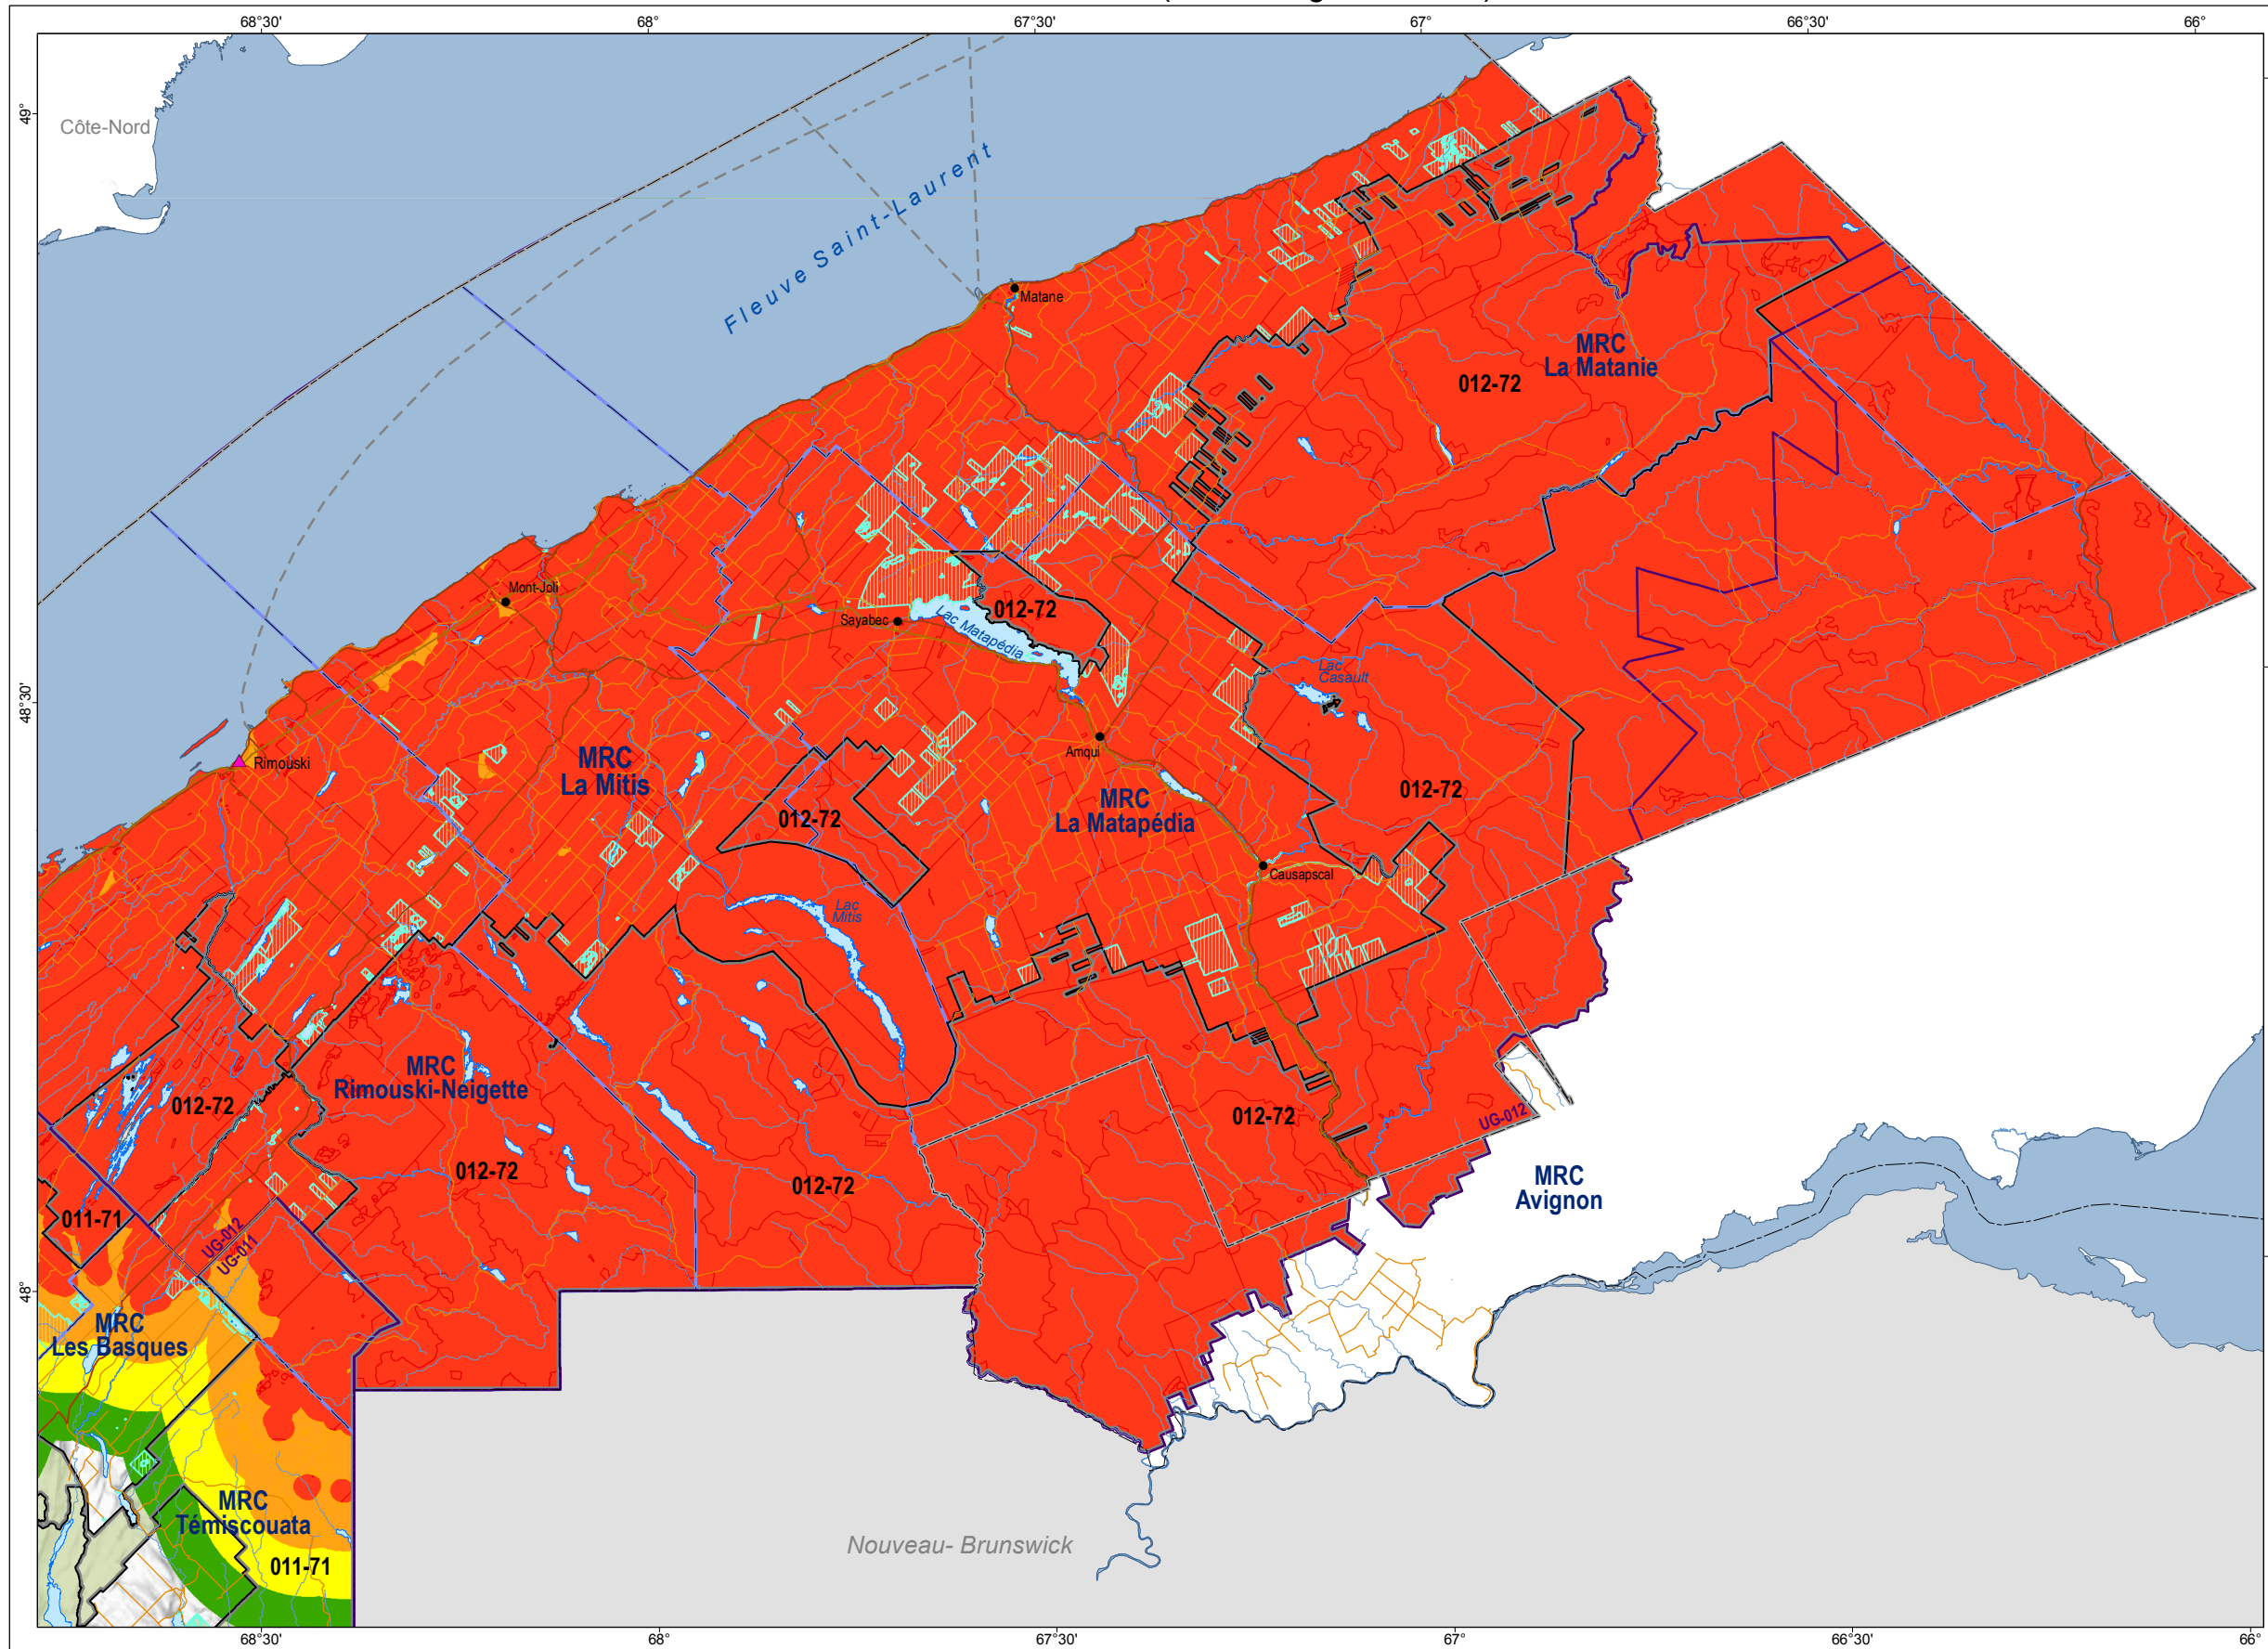 68°30'
68°
67°30'
67°
66°30'
66°
49°
Côte-Nord
Fleuve Saint-Laurent
Matane
MRC
La Matanie
012-72
Mont-Joli
Sayabec
Lac Matapédia
012-72
Lac
Casault
48°30'
Rimouski
MRC
La Mitis
Amqui
012-72
MRC
La Matapédia
012-72
Causapscal
Lac
Mitis
MRC
Rimouski-Neigette
012-72
012-72
UG-012
012-72
012-72
MRC
Avignon
011-71
UG-012
UG-011
48°
MRC
Les Basques
MRC
Témiscouata
011-71
Nouveau- Brunswick
68°30'
68°
67°30'
67°
66°30'
66°